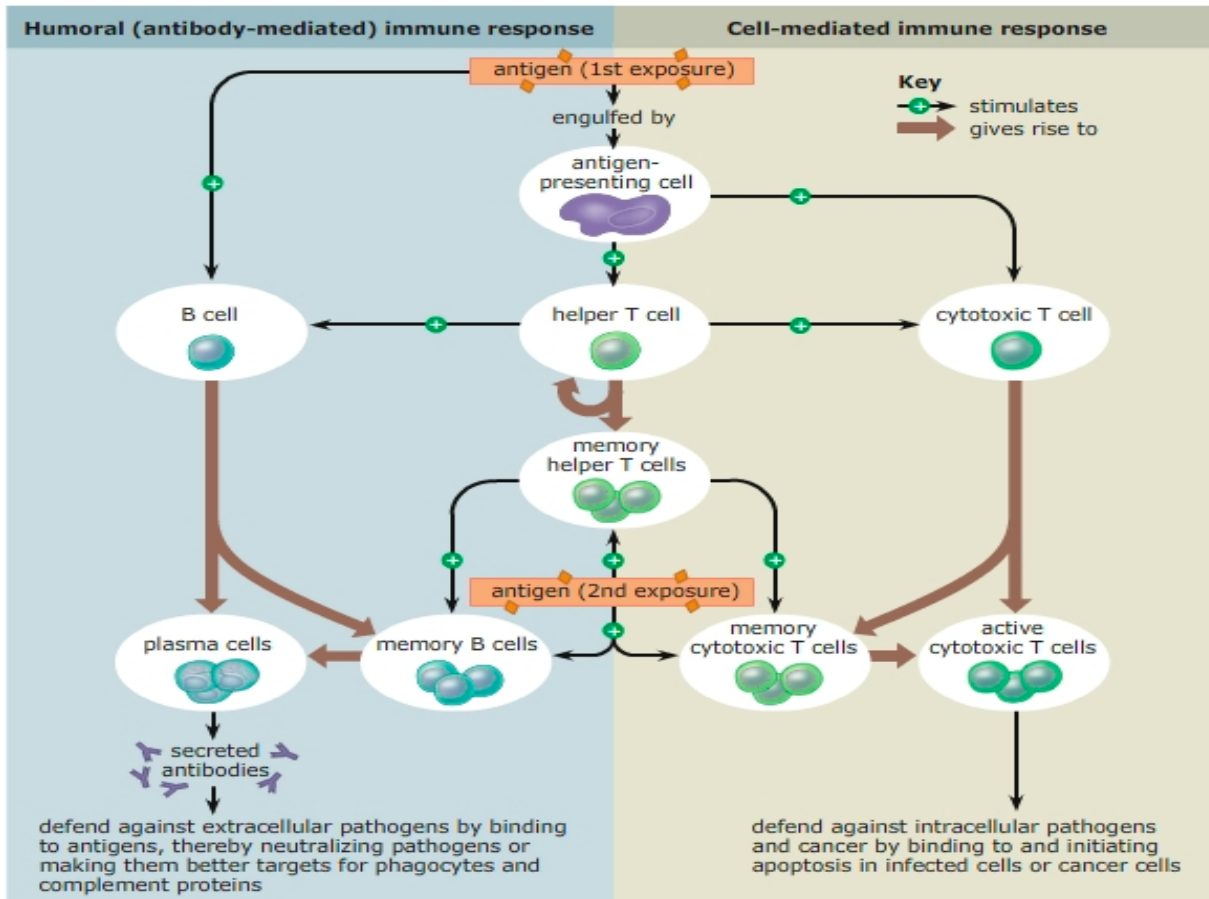 Humoral (antibody-mediated) immune response
Cell-mediated immune response
antigen (1st exposure)
Key
+ stimulates
gives rise to
engulfed by
antigen-
presenting cell
+
+
+
B cell
helper T cell
cytotoxic T cell
+
+
memory
helper T cells
+
+
+
antigen (2nd exposure)
+
plasma cells
memory B cells
memory
cytotoxic T cells
active
cytotoxic T cells
secreted
antibodies
defend against extracellular pathogens by binding
to antigens, thereby neutralizing pathogens or
making them better targets for phagocytes and
complement proteins
defend against intracellular pathogens
and cancer by binding to and initiating
apoptosis in infected cells or cancer cells